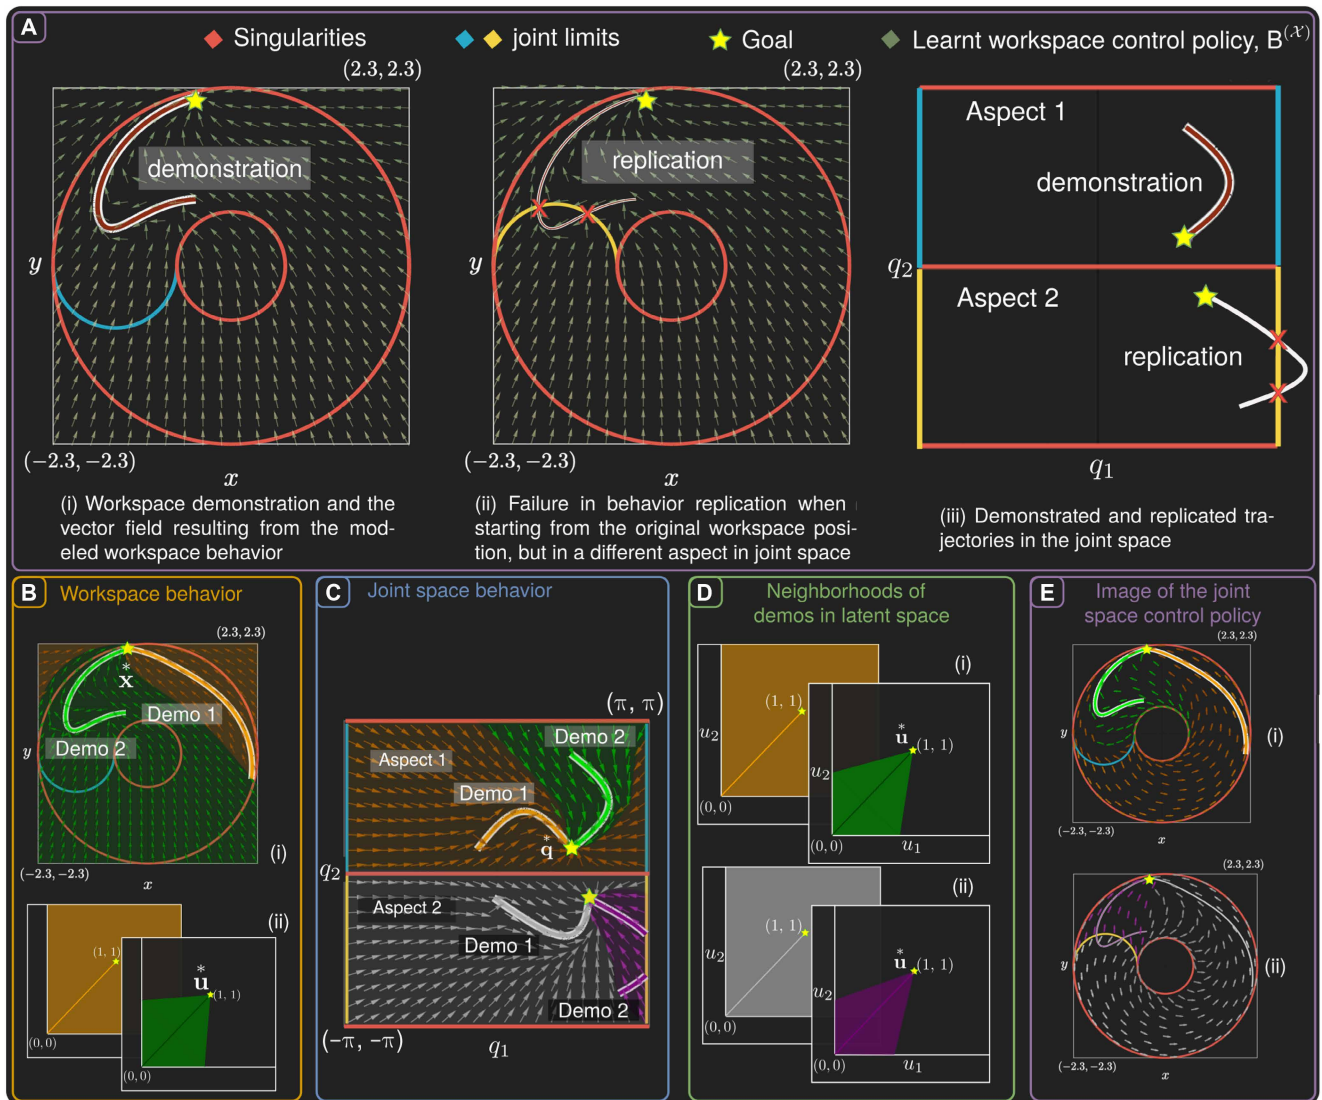 A
Singularities
joint limits
Goal
Learnt workspace control policy, B^(𝒳)
(2.3, 2.3)
demonstration
y
(−2.3, −2.3)
x
(i) Workspace demonstration and the
vector field resulting from the mod-
eled workspace behavior
(2.3, 2.3)
replication
y
(−2.3, −2.3)
x
(ii) Failure in behavior replication when
starting from the original workspace posi-
tion, but in a different aspect in joint space
Aspect 1
demonstration
q₂
Aspect 2
replication
q₁
(iii) Demonstrated and replicated tra-
jectories in the joint space
B
Workspace behavior
(2.3, 2.3)
x*
Demo 1
Demo 2
y
(i)
(−2.3, −2.3)
x
(ii)
(1, 1)
u*
(1, 1)
(0, 0)
(0, 0)
C
Joint space behavior
(π, π)
Demo 2
Aspect 1
Demo 1
q*
q₂
Aspect 2
Demo 1
Demo 2
(-π, -π)
q₁
D
Neighborhoods of
demos in latent space
(i)
(1, 1)
u₂
u*
(1, 1)
u₂
(0, 0)
(0, 0)
u₁
(ii)
(1, 1)
u₂
u*
(1, 1)
u₂
(0, 0)
(0, 0)
u₁
E
Image of the joint
space control policy
(2.3, 2.3)
y
(i)
(−2.3, −2.3)
x
(2.3, 2.3)
y
(ii)
(−2.3, −2.3)
x